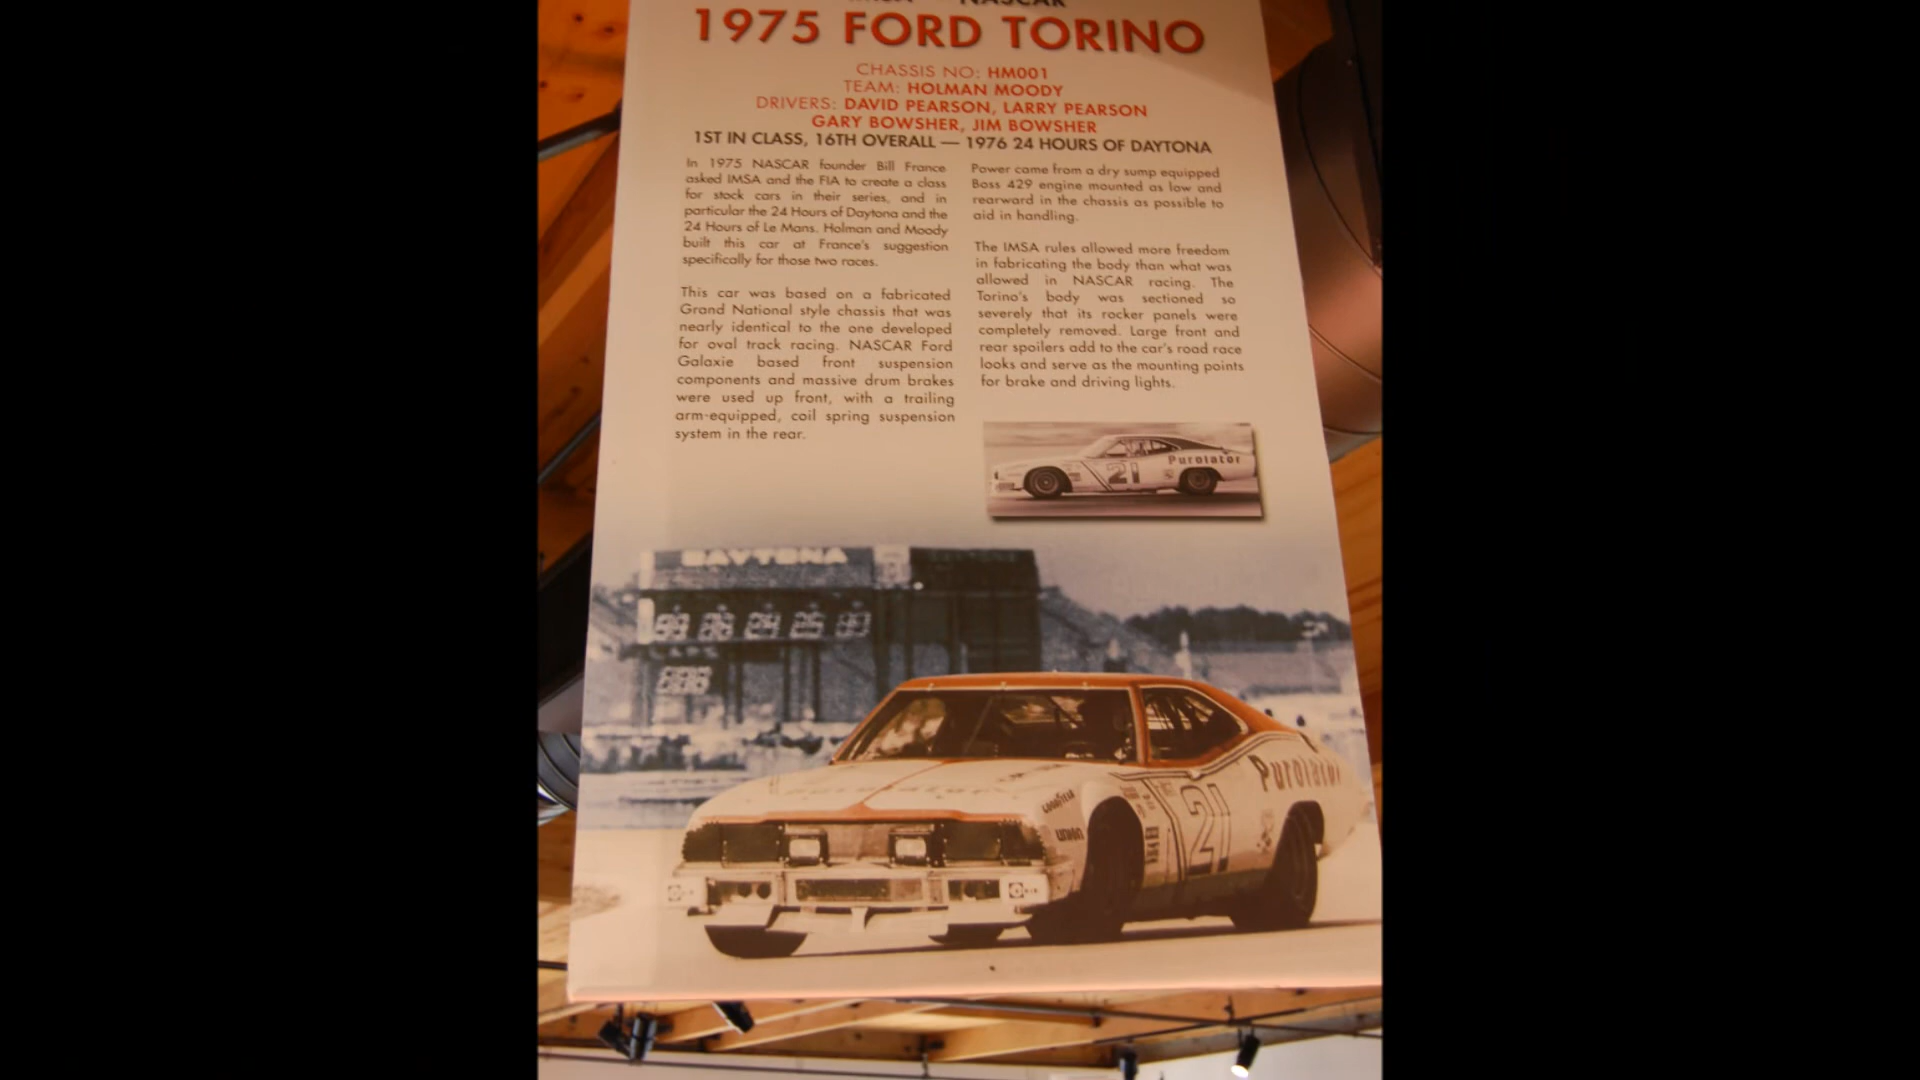 NASCAR
1975 FORD TORINO
CHASSIS NO: HM001
TEAM: HOLMAN MOODY
DRIVERS: DAVID PEARSON, LARRY PEARSON
GARY BOWSHER, JIM BOWSHER
1ST IN CLASS, 16TH OVERALL — 1976 24 HOURS OF DAYTONA
In 1975 NASCAR founder Bill France
asked IMSA and the FIA to create a class
for stock cars in their series, and in
particular the 24 Hours of Daytona and the
24 Hours of Le Mans. Holman and Moody
built this car at France's suggestion
specifically for those two races.
This car was based on a fabricated
Grand National style chassis that was
nearly identical to the one developed
for oval track racing. NASCAR Ford
Galaxie based front suspension
components and massive drum brakes
were used up front, with a trailing
arm-equipped, coil spring suspension
system in the rear.
Power came from a dry sump equipped
Boss 429 engine mounted as low and
rearward in the chassis as possible to
aid in handling.
The IMSA rules allowed more freedom
in fabricating the body than what was
allowed in NASCAR racing. The
Torino's body was sectioned so
severely that its rocker panels were
completely removed. Large front and
rear spoilers add to the car's road race
looks and serve as the mounting points
for brake and driving lights.
Purolator
21
DAYTONA
LAPS
Purolator
GOODYEAR
UNION
21